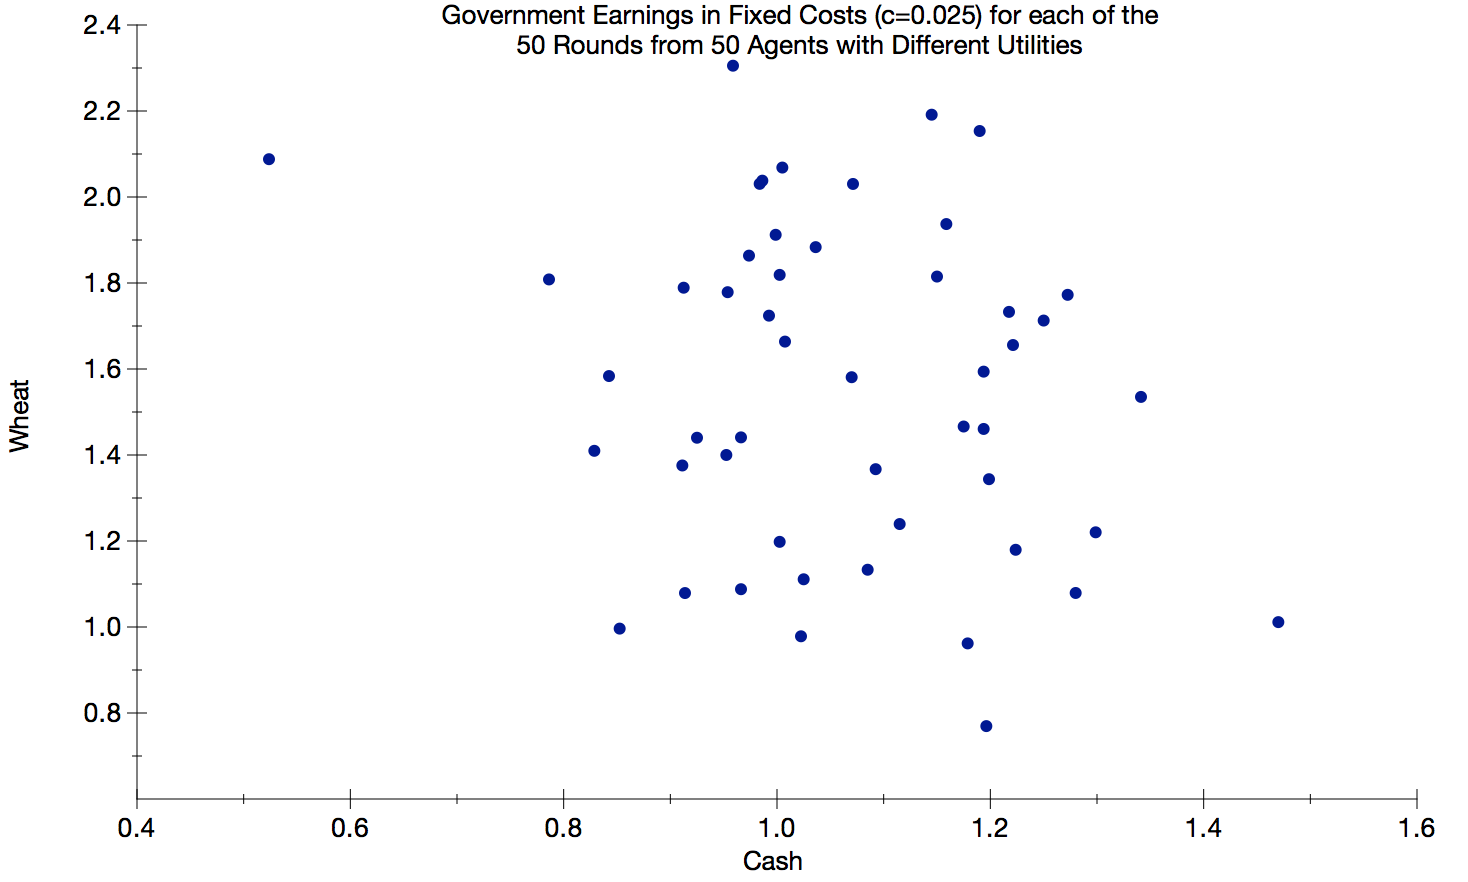 Government Earnings in Fixed Costs (c=0.025) for each of the
50 Rounds from 50 Agents with Different Utilities
2.4
2.2
2.0
1.8
1.6
1.4
1.2
1.0
0.8
Wheat
0.4 0.6 0.8 1.0 1.2 1.4 1.6
Cash